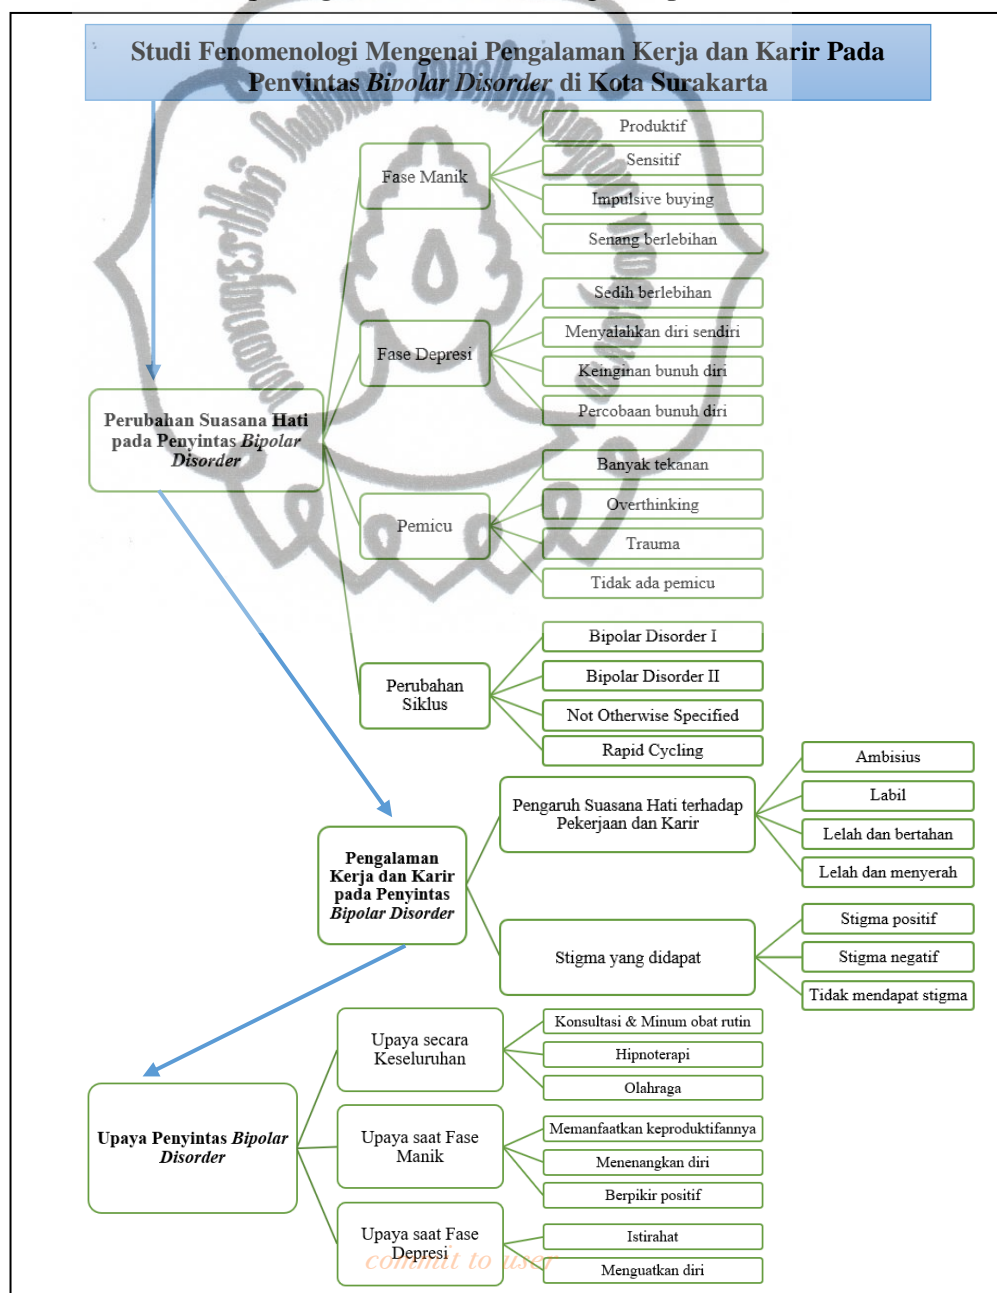 Studi Fenomenologi Mengenai Pengalaman Kerja dan Karir Pada
Penyintas Bipolar Disorder di Kota Surakarta
Perubahan Suasana Hati
pada Penyintas Bipolar
Disorder
Fase Manik
Produktif
Sensitif
Impulsive buying
Senang berlebihan
Fase Depresi
Sedih berlebihan
Menyalahkan diri sendiri
Keinginan bunuh diri
Percobaan bunuh diri
Pemicu
Banyak tekanan
Overthinking
Trauma
Tidak ada pemicu
Perubahan
Siklus
Bipolar Disorder I
Bipolar Disorder II
Not Otherwise Specified
Rapid Cycling
Pengalaman
Kerja dan Karir
pada Penyintas
Bipolar Disorder
Pengaruh Suasana Hati terhadap
Pekerjaan dan Karir
Ambisius
Labil
Lelah dan bertahan
Lelah dan menyerah
Stigma yang didapat
Stigma positif
Stigma negatif
Tidak mendapat stigma
Upaya Penyintas Bipolar
Disorder
Upaya secara
Keseluruhan
Konsultasi & Minum obat rutin
Hipnoterapi
Olahraga
Upaya saat Fase
Manik
Memanfaatkan keproduktifannya
Menenangkan diri
Berpikir positif
Upaya saat Fase
Depresi
Istirahat
Menguatkan diri
commit to user